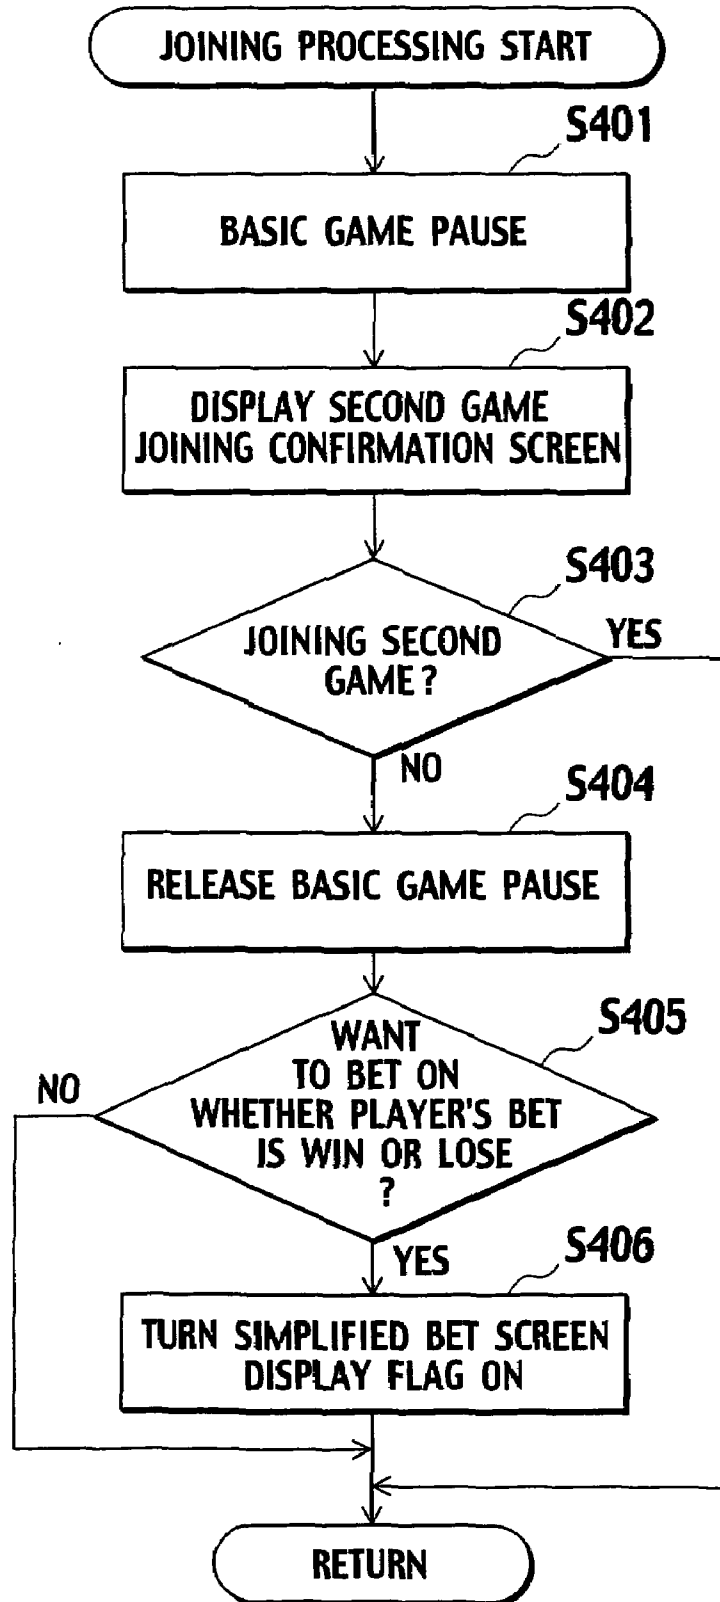 JOINING PROCESSING START
S401
BASIC GAME PAUSE
S402
DISPLAY SECOND GAME
JOINING CONFIRMATION SCREEN
S403
JOINING SECOND
GAME?
YES
NO
S404
RELEASE BASIC GAME PAUSE
S405
WANT
TO BET ON
WHETHER PLAYER'S BET
IS WIN OR LOSE
?
NO
YES
S406
TURN SIMPLIFIED BET SCREEN
DISPLAY FLAG ON
RETURN